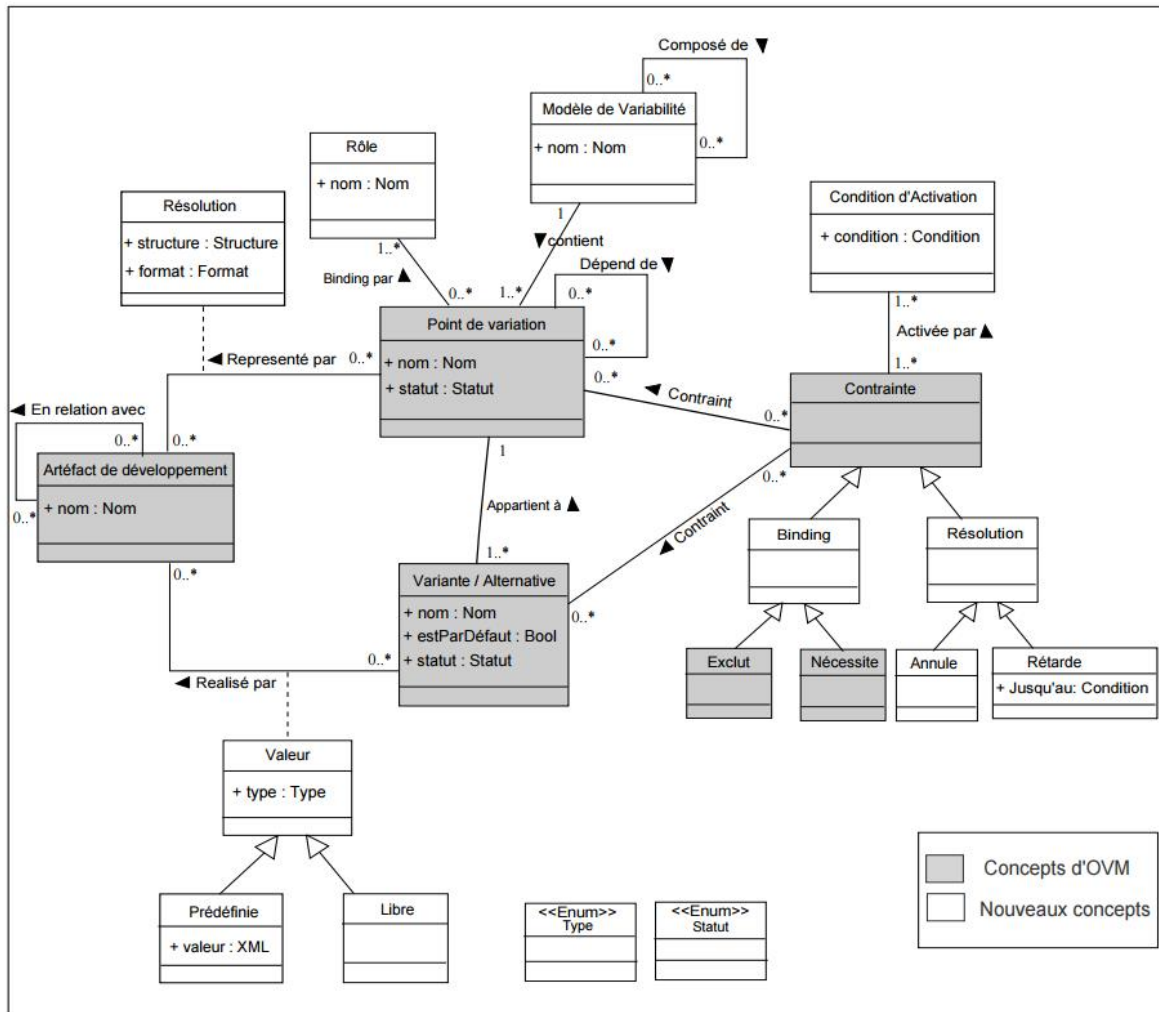 Composé de ▼
0..*
Modèle de Variabilité
+ nom : Nom
0..*
Rôle
+ nom : Nom
Résolution
+ structure : Structure
+ format : Format
Condition d'Activation
+ condition : Condition
1
▼ contient
1..*
Binding par ▲
0..*
1..*
Dépend de ▼
0..*
0..*
1..*
Activée par ▲
1..*
Point de variation
+ nom : Nom
+ statut : Statut
◄ Representé par
0..*
0..*
◄ Contraint
0..*
Contrainte
◄ En relation avec
0..*
0..*
0..*
Artéfact de développement
+ nom : Nom
0..*
1
Appartient à ▲
1..*
0..*
◄ Contraint
0..*
Binding
Résolution
Variante / Alternative
+ nom : Nom
+ estParDéfaut : Bool
+ statut : Statut
0..*
◄ Realisé par
Exclut
Nécessite
Annule
Rétarde
+ Jusqu'au: Condition
Valeur
+ type : Type
Prédéfinie
+ valeur : XML
Libre
<<Enum>>
Type
<<Enum>>
Statut
Concepts d'OVM
Nouveaux concepts